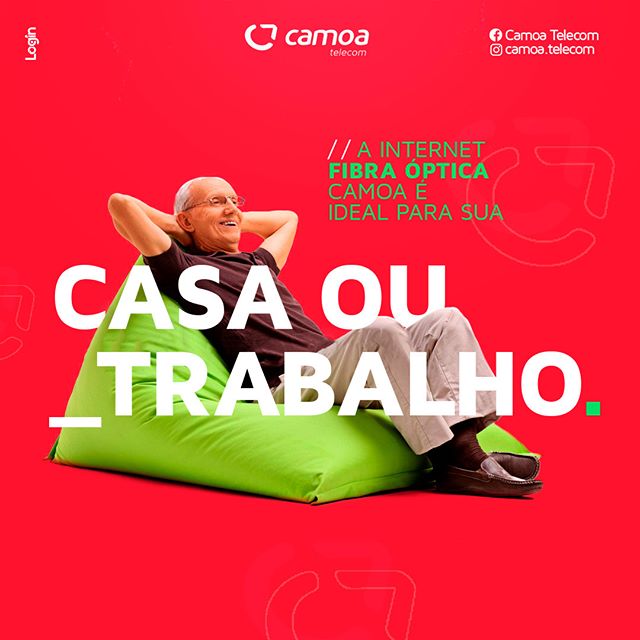 Login
camoa
telecom
Camoa Telecom
camoa.telecom
// A INTERNET
FIBRA ÓPTICA
CAMOA É
IDEAL PARA SUA
CASA OU
_TRABALHO.